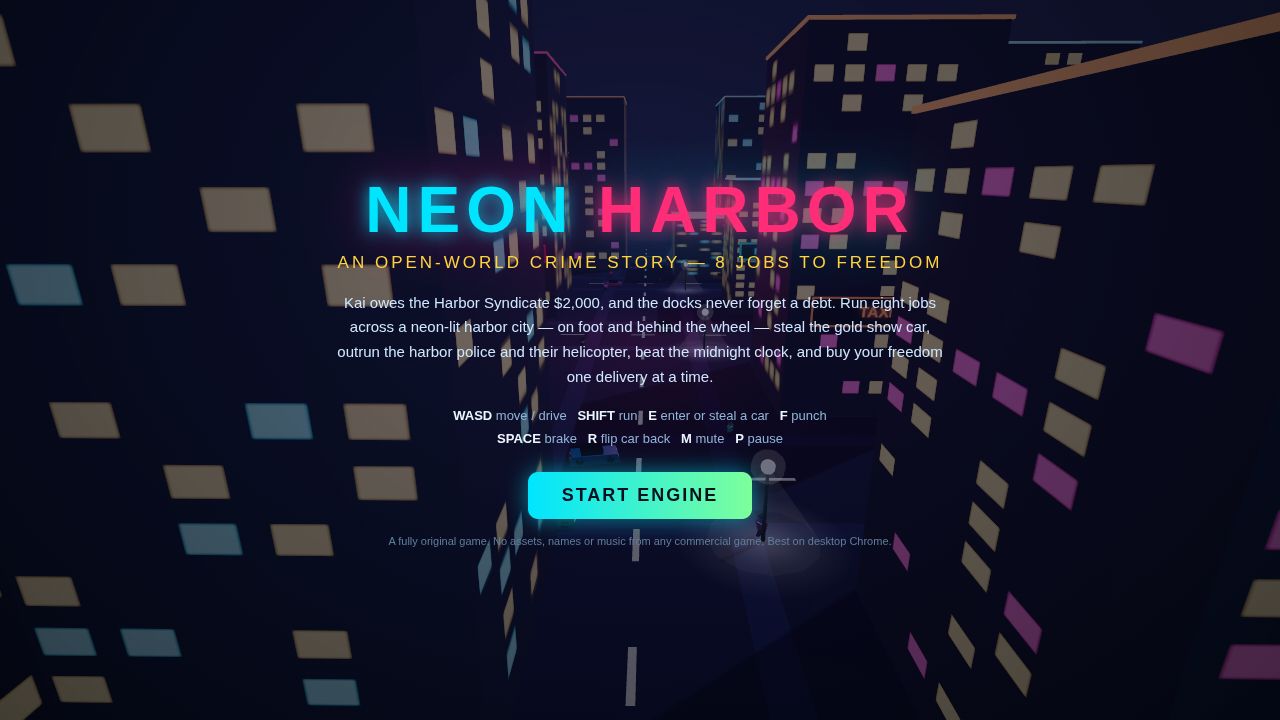 NEON HARBOR
AN OPEN-WORLD CRIME STORY — 8 JOBS TO FREEDOM
Kai owes the Harbor Syndicate $2,000, and the docks never forget a debt. Run eight jobs
across a neon-lit harbor city — on foot and behind the wheel — steal the gold show car,
TAXI
outrun the harbor police and their helicopter, beat the midnight clock, and buy your freedom
one delivery at a time.
WASD move / drive SHIFT run E enter or steal a car F punch
SPACE brake R flip car back M mute P pause
START ENGINE
A fully original game. No assets, names or music from any commercial game. Best on desktop Chrome.